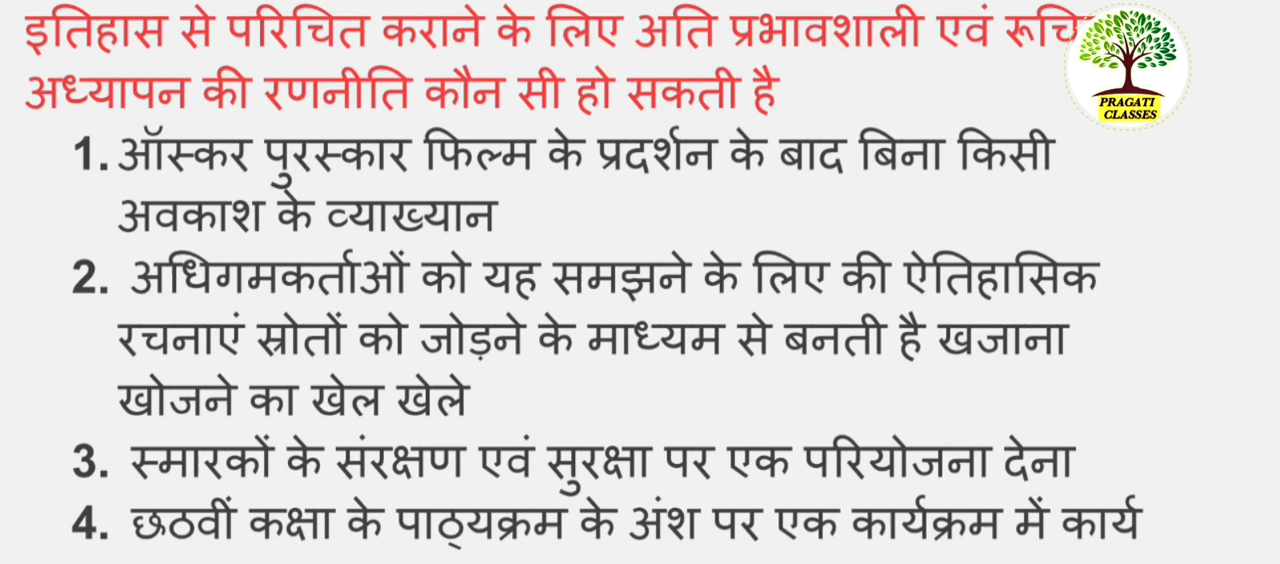 इतिहास से परिचित कराने के लिए अति प्रभावशाली एवं
अध्यापन की रणनीति कौन सी हो सकती है
PRAGATI
CLASSES
1. ऑस्कर पुरस्कार फिल्म के प्रदर्शन के बाद बिना किसी
अवकाश के व्याख्यान
2. अधिगमकर्ताओं को यह समझने के लिए की ऐतिहासिक
रचनाएं स्रोतों को जोड़ने के माध्यम से बनती है खजाना
खोजने का खेल खेले
3. स्मारकों के संरक्षण एवं सुरक्षा पर एक परियोजना देना
4. छठवीं कक्षा के पाठ्यक्रम के अंश पर एक कार्यक्रम में कार्य